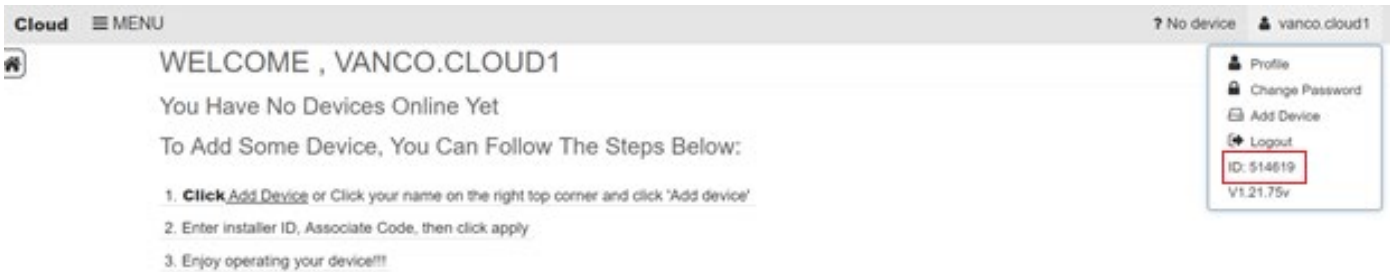 Cloud MENU ? No device vanco.cloud1
WELCOME , VANCO.CLOUD1
You Have No Devices Online Yet
To Add Some Device, You Can Follow The Steps Below:
1. Click Add Device or Click your name on the right top corner and click 'Add device'
2. Enter installer ID, Associate Code, then click apply
3. Enjoy operating your device!!!
Profile
Change Password
Add Device
Logout
ID: 514619
V1.21.75v